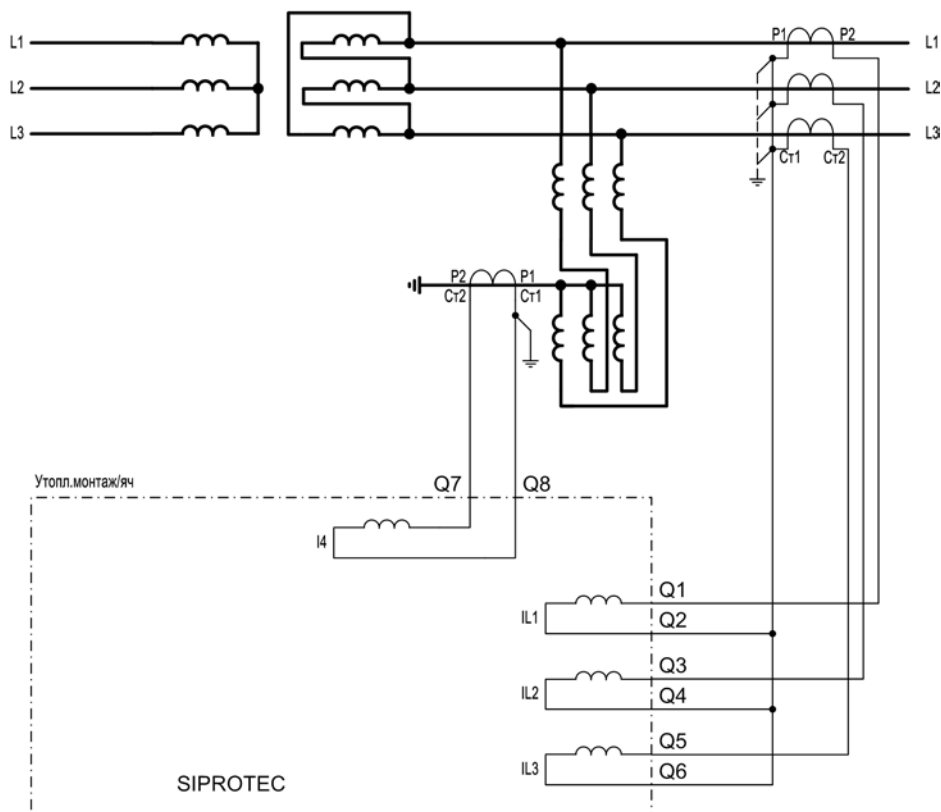 L1
P1
P2
L1
L2
L2
L3
L3
Ст1
Ст2
P2
P1
Ст2
Ст1
Утопл.монтаж/яч
Q7
Q8
I4
Q1
IL1
Q2
Q3
IL2
Q4
Q5
IL3
Q6
SIPROTEC